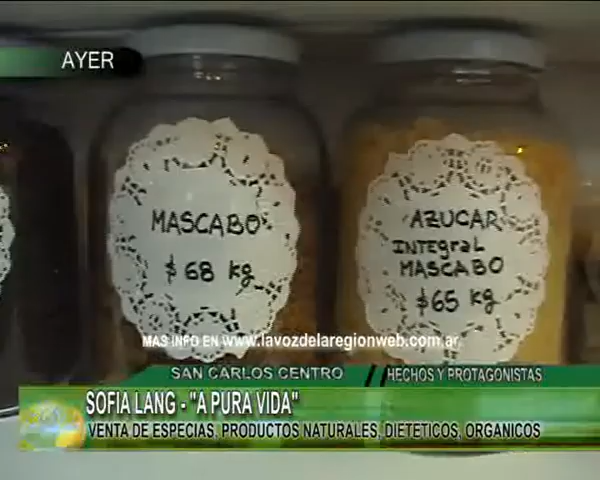 AYER
MASCABO
$68 kg
AZUCAR
INTEGRAL
MASCABO
$65 kg
MAS INFO EN www.lavozdelaregionweb.com.ar
SAN CARLOS CENTRO // HECHOS Y PROTAGONISTAS
SOFIA LANG - "A PURA VIDA"
VENTA DE ESPECIAS, PRODUCTOS NATURALES, DIETETICOS, ORGANICOS